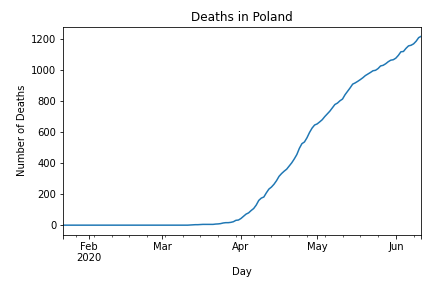 Deaths in Poland
1200
1000
800
600
400
200
0
Number of Deaths
Feb
2020
Mar
Apr
May
Jun
Day